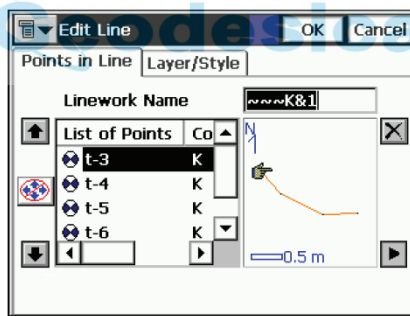 Edit Line OK Cancel
Points in Line Layer/Style
Linework Name ~~~K&1
List of Points Co
t-3 K
t-4 K
t-5 K
t-6 K
N
0.5 m